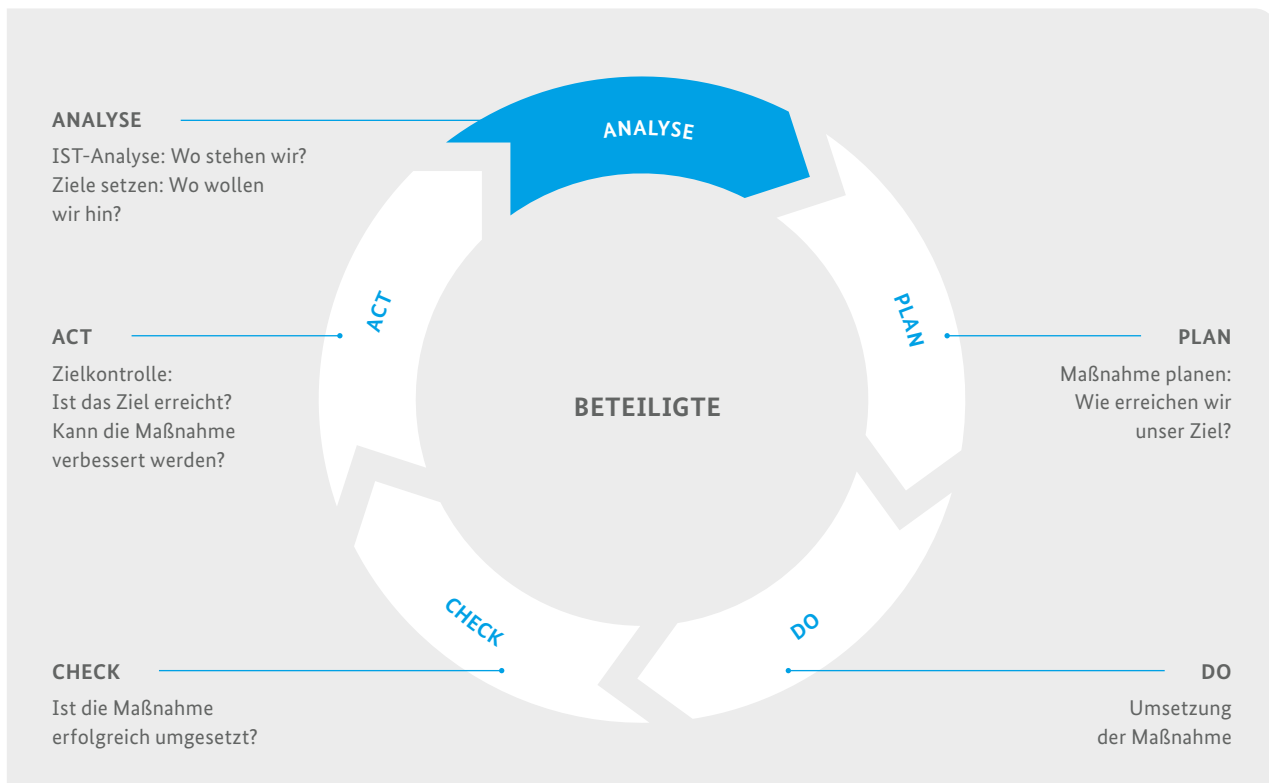 ANALYSE
IST-Analyse: Wo stehen wir?
Ziele setzen: Wo wollen
wir hin?
ANALYSE
ACT
Zielkontrolle:
Ist das Ziel erreicht?
Kann die Maßnahme
verbessert werden?
ACT
BETEILIGTE
PLAN
PLAN
Maßnahme planen:
Wie erreichen wir
unser Ziel?
CHECK
DO
CHECK
Ist die Maßnahme
erfolgreich umgesetzt?
DO
Umsetzung
der Maßnahme